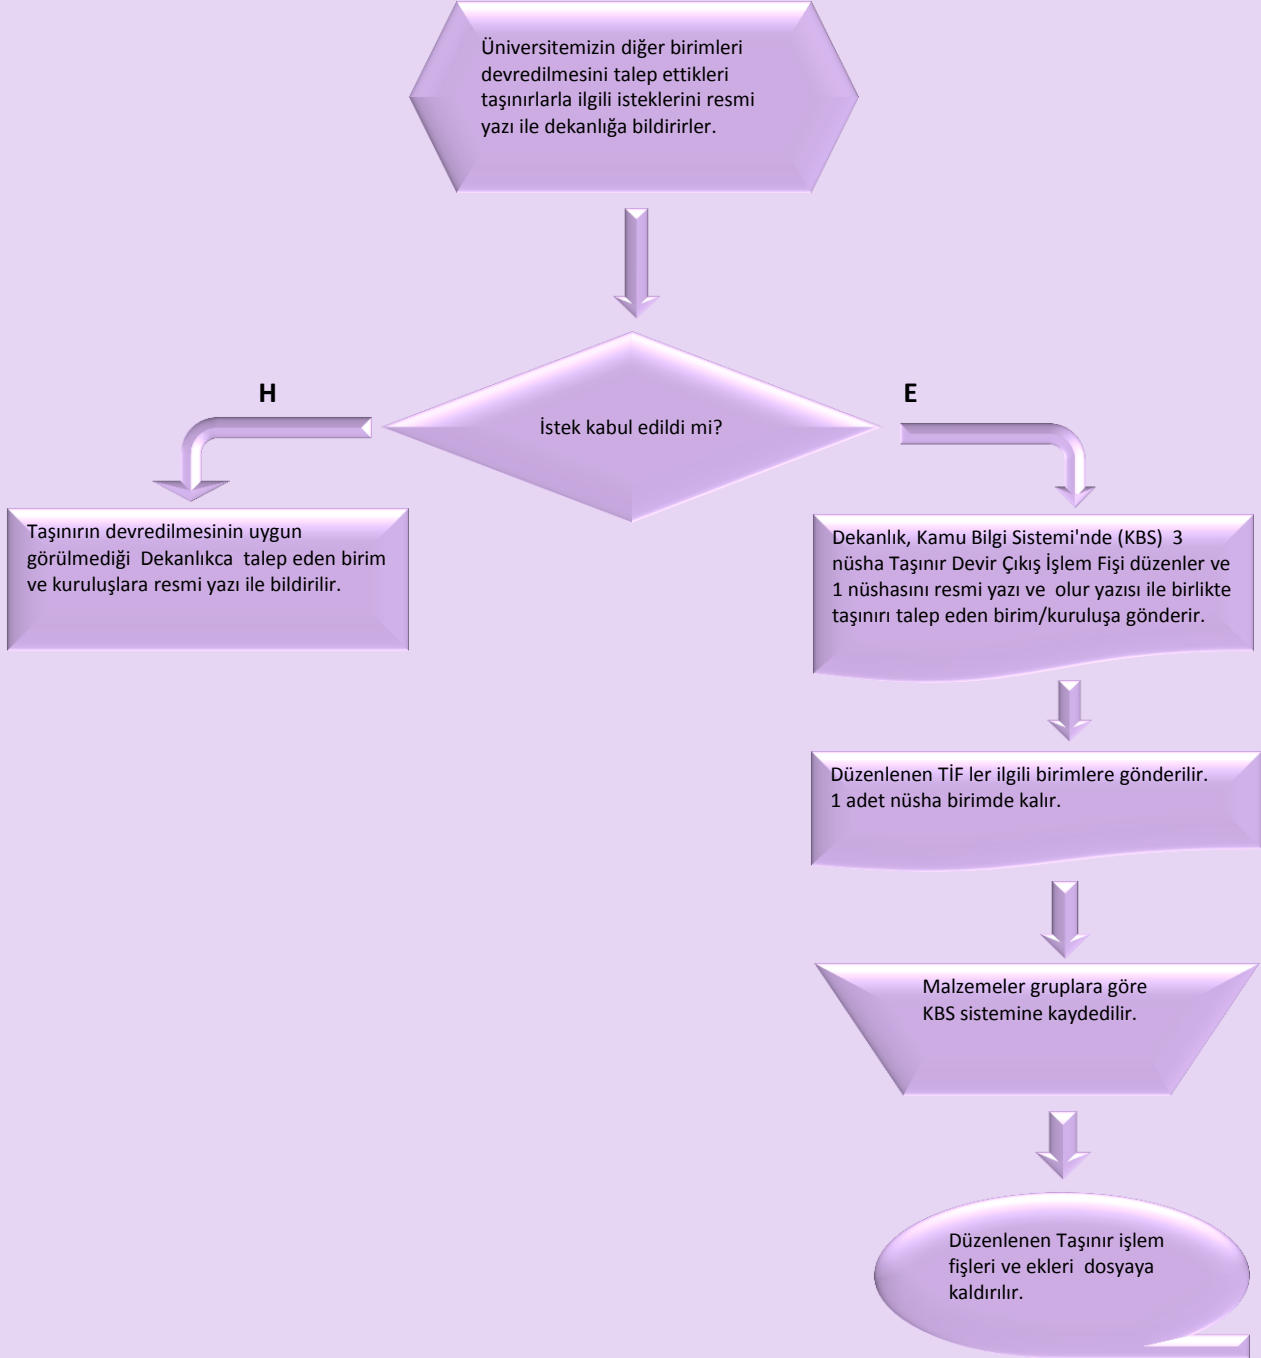 Üniversitemizin diğer birimleri
devredilmesini talep ettikleri
taşınırlarla ilgili isteklerini resmi
yazı ile dekanlığa bildirirler.
İstek kabul edildi mi?
H
E
Taşınırın devredilmesinin uygun
görülmediği Dekanlıkca talep eden birim
ve kuruluşlara resmi yazı ile bildirilir.
Dekanlık, Kamu Bilgi Sistemi'nde (KBS) 3
nüsha Taşınır Devir Çıkış İşlem Fişi düzenler ve
1 nüshasını resmi yazı ve olur yazısı ile birlikte
taşınırı talep eden birim/kuruluşa gönderir.
Düzenlenen TİF ler ilgili birimlere gönderilir.
1 adet nüsha birimde kalır.
Malzemeler gruplara göre
KBS sistemine kaydedilir.
Düzenlenen Taşınır işlem
fişleri ve ekleri dosyaya
kaldırılır.